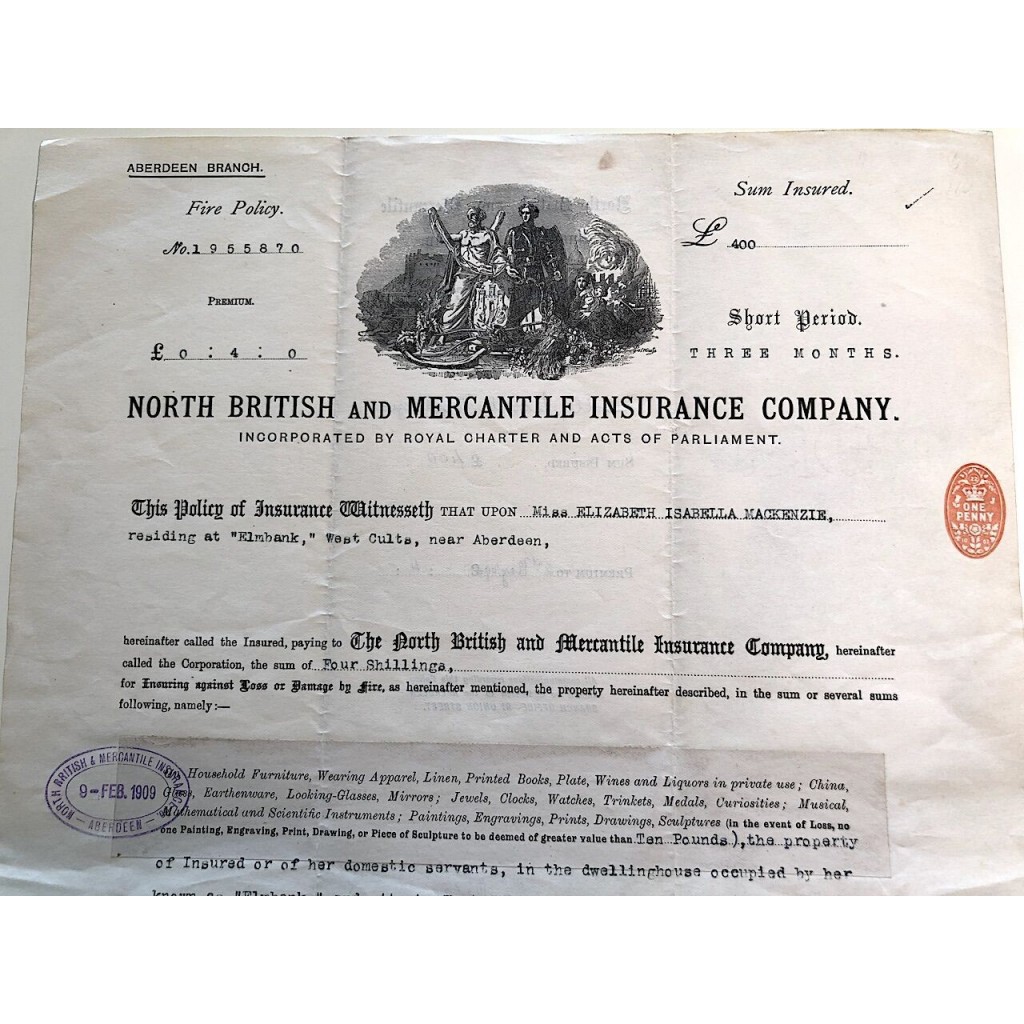 ABERDEEN BRANCH.
Fire Policy.
No. 1955870
PREMIUM.
£ 0 : 4 : 0
Sum Insured.
£ 400
Short Period.
THREE MONTHS.
NORTH BRITISH AND MERCANTILE INSURANCE COMPANY.
INCORPORATED BY ROYAL CHARTER AND ACTS OF PARLIAMENT.
ONE
PENNY
This Policy of Insurance Witnesseth THAT UPON Miss ELIZABETH ISABELLA MACKENZIE,
residing at "Elmbank," West Cults, near Aberdeen,
hereinafter called the Insured, paying to The North British and Mercantile Insurance Company, hereinafter
called the Corporation, the sum of Four Shillings,
for Insuring against Loss or Damage by Fire, as hereinafter mentioned, the property hereinafter described, in the sum or several sums
following, namely:—
NORTH BRITISH & MERCANTILE
9-FEB. 1909
ABERDEEN
Household Furniture, Wearing Apparel, Linen, Printed Books, Plate, Wines and Liquors in private use; China,
Glass, Earthenware, Looking-Glasses, Mirrors; Jewels, Clocks, Watches, Trinkets, Medals, Curiosities; Musical,
Mathematical and Scientific Instruments; Paintings, Engravings, Prints, Drawings, Sculptures (in the event of Loss, no
one Painting, Engraving, Print, Drawing, or Piece of Sculpture to be deemed of greater value than Ten Pounds), the property
of Insured or of her domestic servants, in the dwellinghouse occupied by her